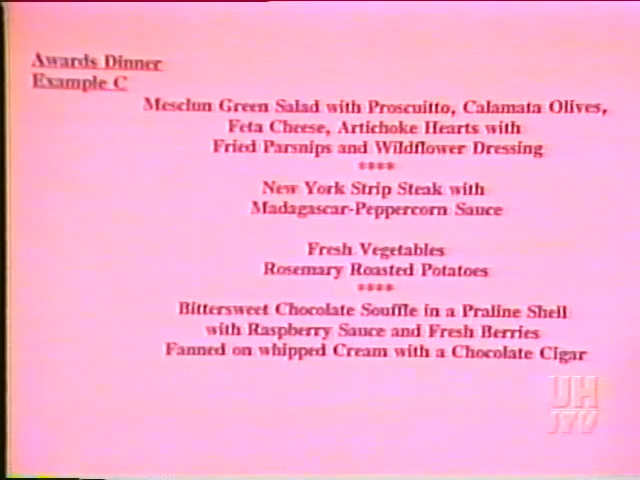 Awards Dinner
Example C
Mesclun Green Salad with Proscuitto, Calamata Olives,
Feta Cheese, Artichoke Hearts with
Fried Parsnips and Wildflower Dressing
****
New York Strip Steak with
Madagascar-Peppercorn Sauce
Fresh Vegetables
Rosemary Roasted Potatoes
****
Bittersweet Chocolate Souffle in a Praline Shell
with Raspberry Sauce and Fresh Berries
Fanned on whipped Cream with a Chocolate Cigar
UH
ITV